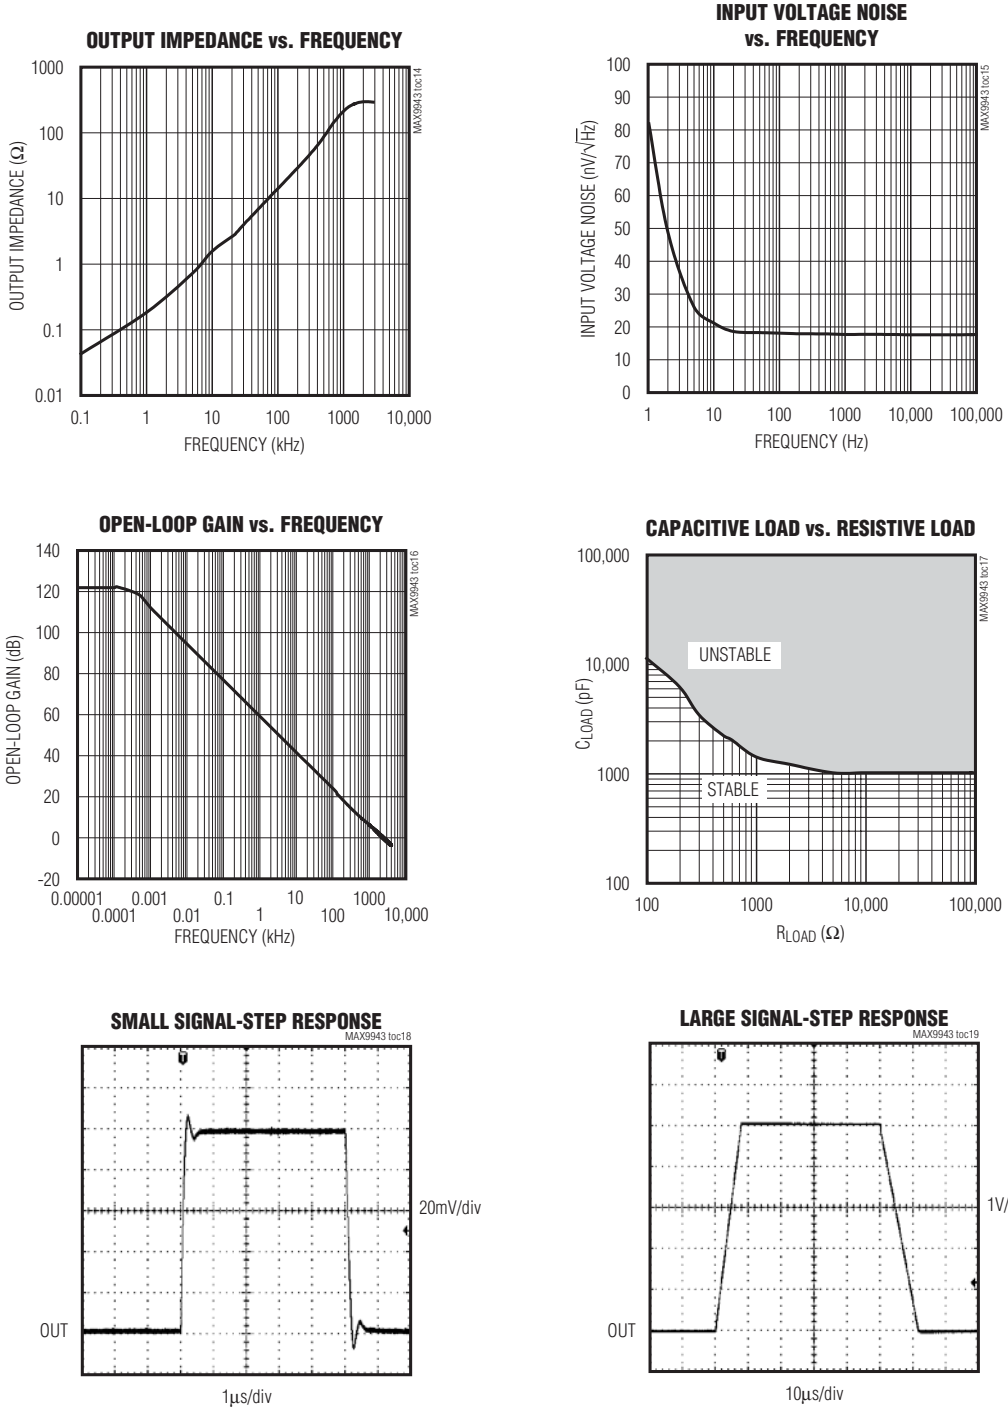 OUTPUT IMPEDANCE vs. FREQUENCY
MAX9943 toc14
OUTPUT IMPEDANCE (Ω)
1000
100
10
1
0.1
0.01
0.1 1 10 100 1000 10,000
FREQUENCY (kHz)
INPUT VOLTAGE NOISE
vs. FREQUENCY
MAX9943 toc15
INPUT VOLTAGE NOISE (nV/√Hz)
100
90
80
70
60
50
40
30
20
10
0
1 10 100 1000 10,000 100,000
FREQUENCY (Hz)
OPEN-LOOP GAIN vs. FREQUENCY
MAX9943 toc16
OPEN-LOOP GAIN (dB)
140
120
100
80
60
40
20
0
-20
0.00001 0.001 0.1 10 1000
0.0001 0.01 1 100 10,000
FREQUENCY (kHz)
CAPACITIVE LOAD vs. RESISTIVE LOAD
MAX9943 toc17
CLOAD (pF)
100,000
10,000
1000
100
UNSTABLE
STABLE
100 1000 10,000 100,000
RLOAD (Ω)
SMALL SIGNAL-STEP RESPONSE
MAX9943 toc18
T
20mV/div
OUT
1μs/div
LARGE SIGNAL-STEP RESPONSE
MAX9943 toc19
T
1V/
OUT
10μs/div